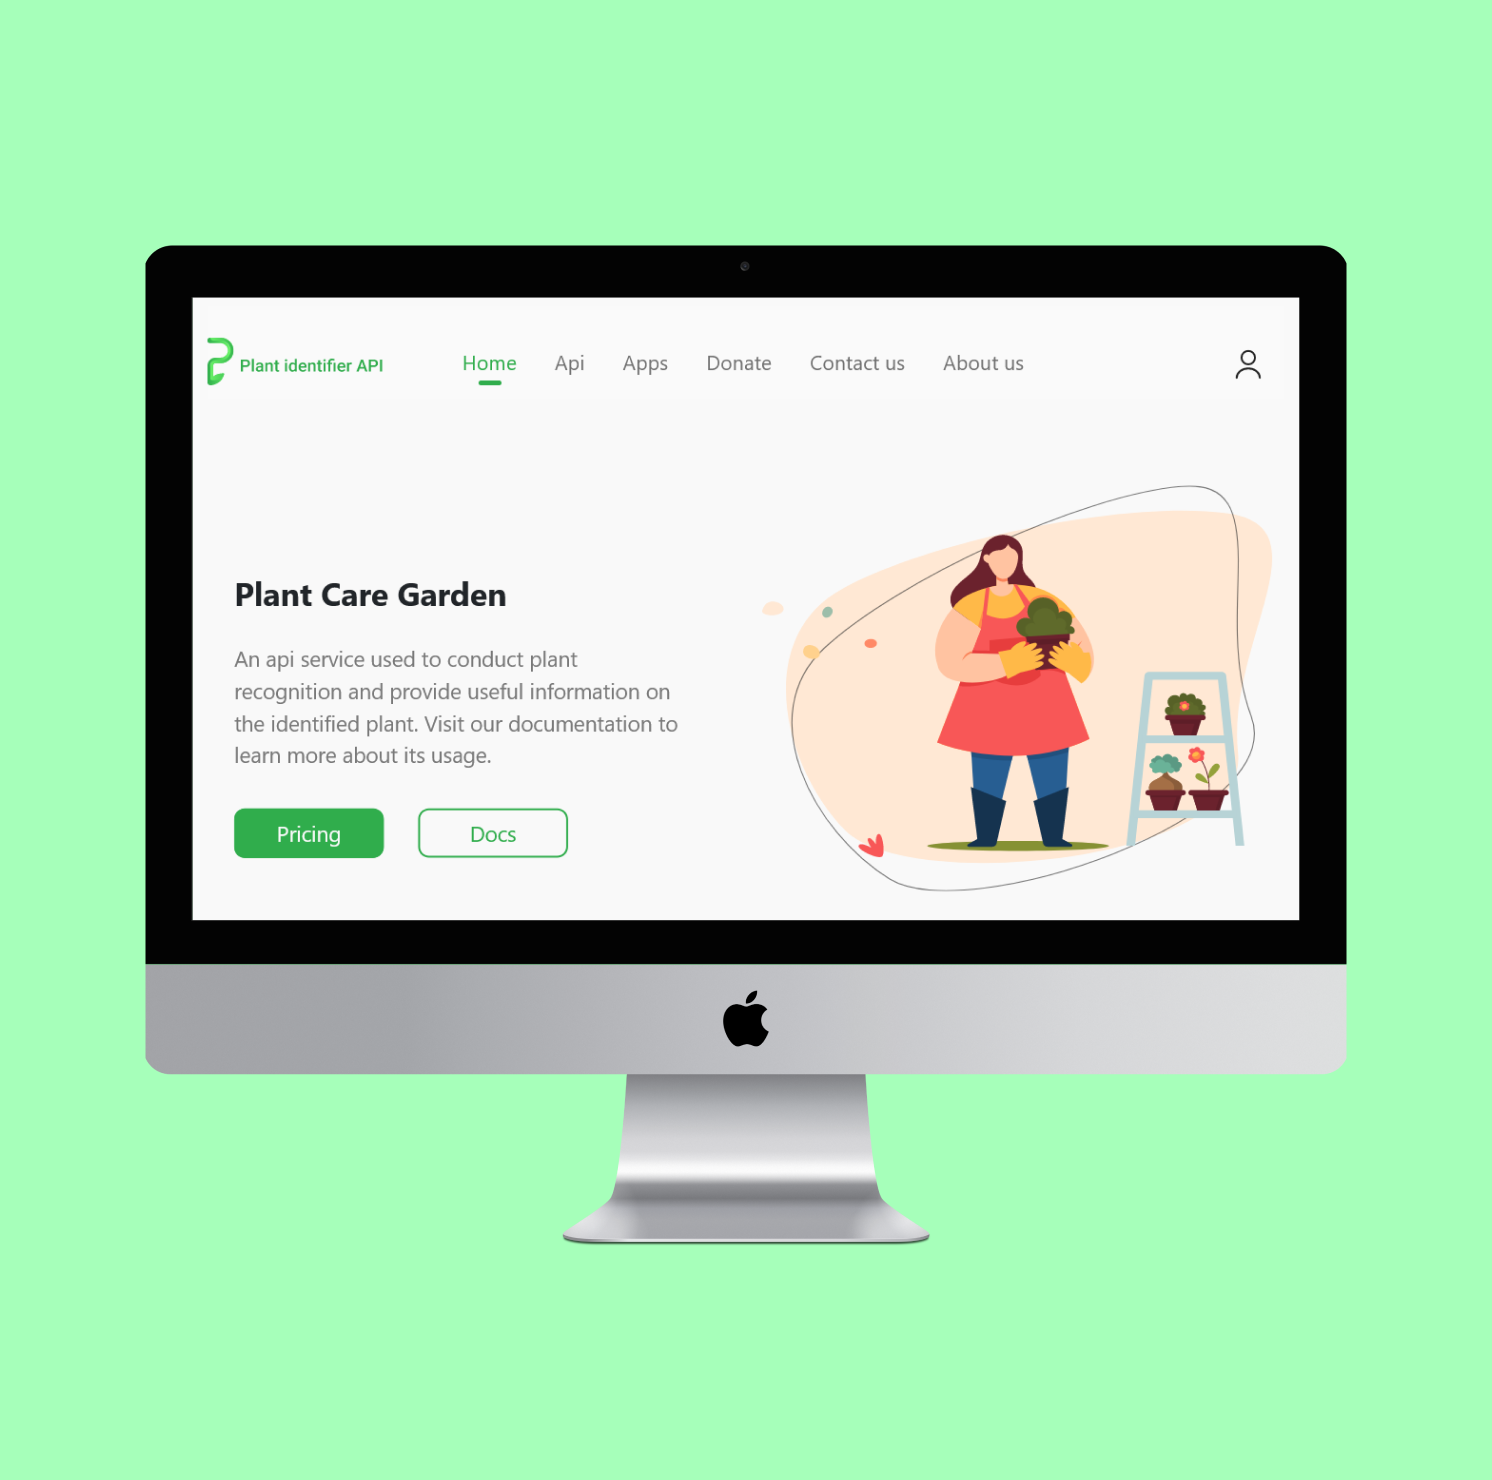 Plant identifier API
Home Api Apps Donate Contact us About us
Plant Care Garden
An api service used to conduct plant
recognition and provide useful information on
the identified plant. Visit our documentation to
learn more about its usage.
Pricing Docs